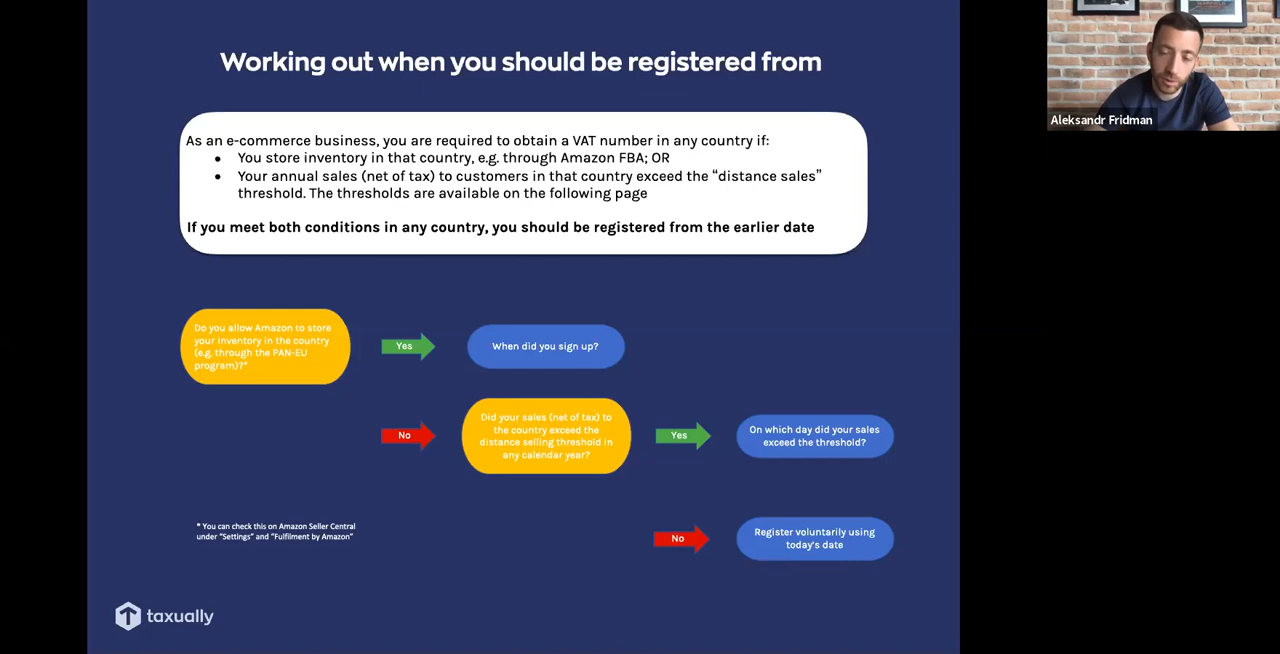 Working out when you should be registered from
Aleksandr Fridman
As an e-commerce business, you are required to obtain a VAT number in any country if:
• You store inventory in that country, e.g. through Amazon FBA; OR
• Your annual sales (net of tax) to customers in that country exceed the “distance sales”
threshold. The thresholds are available on the following page
If you meet both conditions in any country, you should be registered from the earlier date
Do you allow Amazon to store
your inventory in the country
(e.g. through the PAN-EU
program)?*
Yes
When did you sign up?
No
Did your sales (net of tax) to
the country exceed the
distance selling threshold in
any calendar year?
Yes
On which day did your sales
exceed the threshold?
* You can check this on Amazon Seller Central
under “Settings” and “Fulfilment by Amazon”
No
Register voluntarily using
today's date
taxually